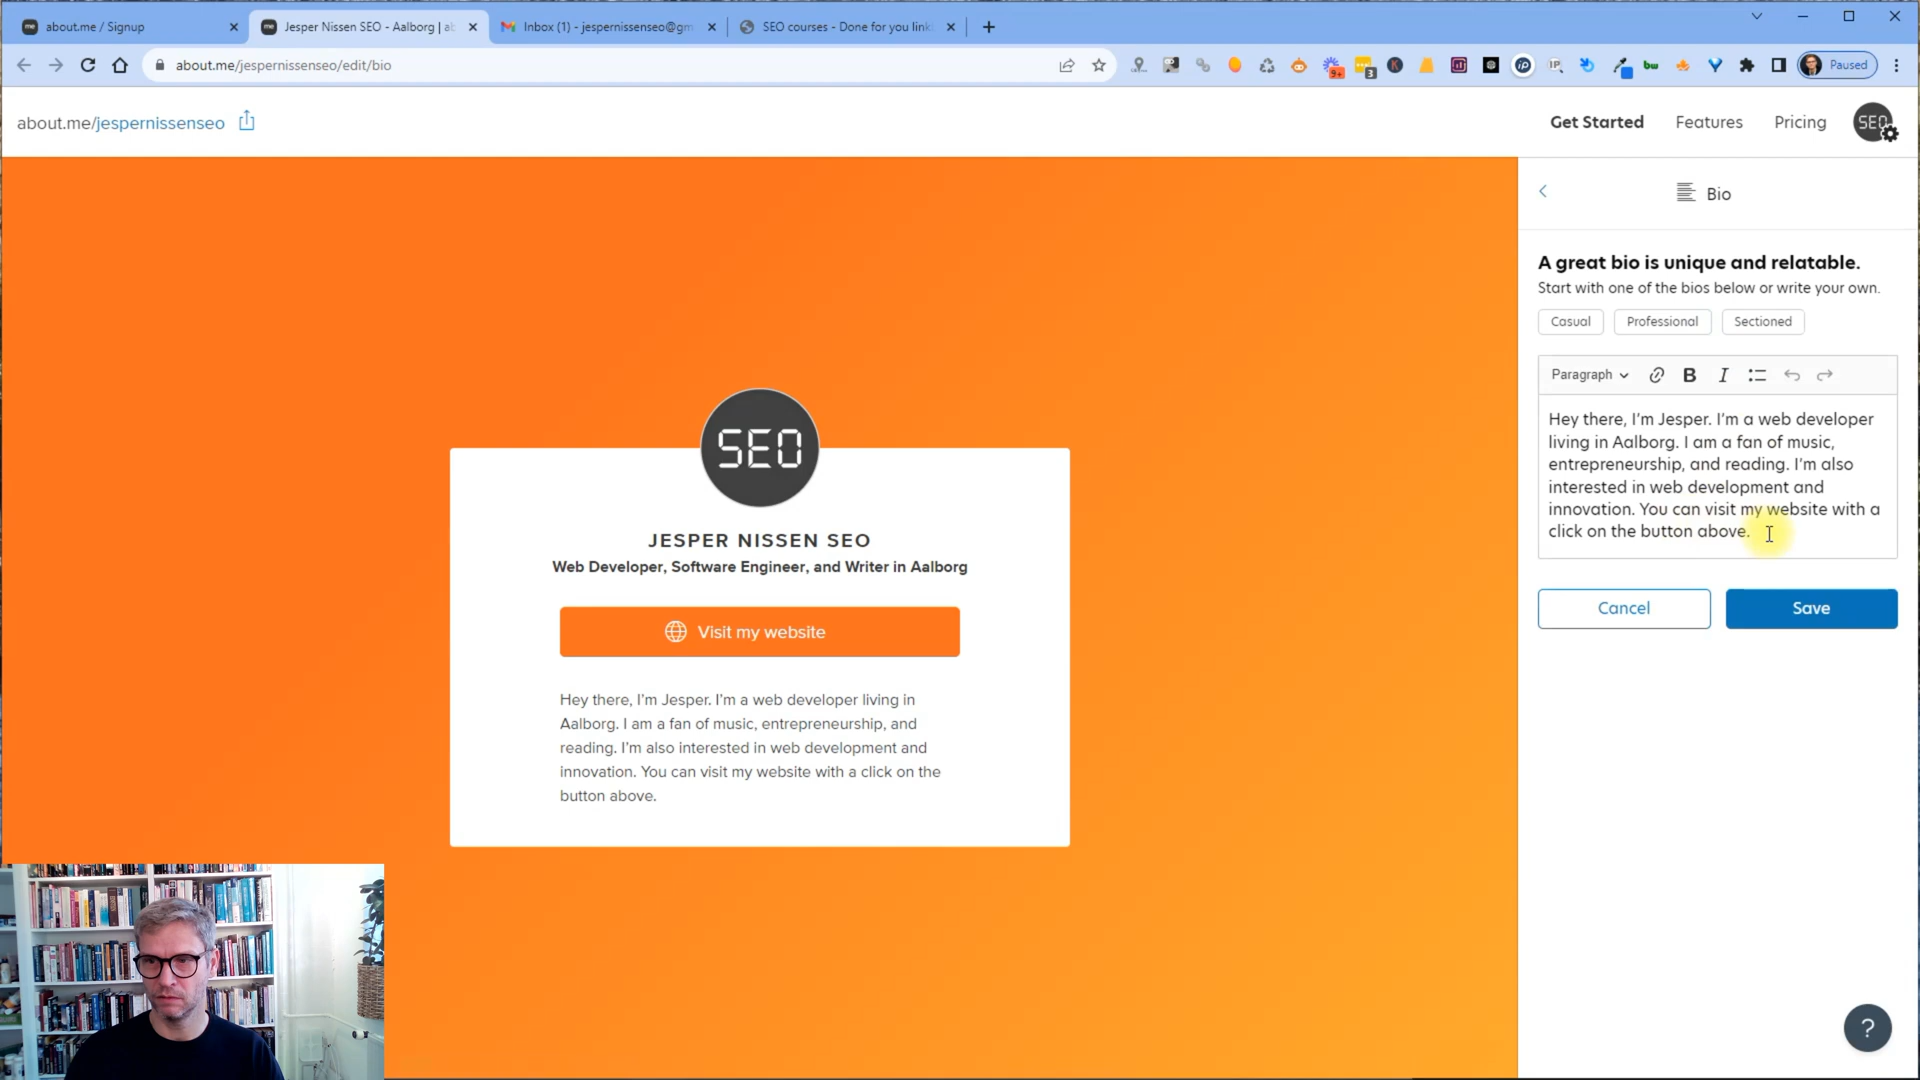 about.me / Signup
Jesper Nissen SEO - Aalborg | ab
Inbox (1) - jespernissenseo@gm
SEO courses - Done for you link
about.me/jespernissenseo/edit/bio
9+
3
bw
Paused
about.me/jespernissenseo
Get Started
Features
Pricing
SEO
Bio
A great bio is unique and relatable.
Start with one of the bios below or write your own.
Casual
Professional
Sectioned
Paragraph
B
I
Hey there, I'm Jesper. I'm a web developer
living in Aalborg. I am a fan of music,
entrepreneurship, and reading. I'm also
interested in web development and
innovation. You can visit my website with a
click on the button above.
Cancel
Save
SEO
JESPER NISSEN SEO
Web Developer, Software Engineer, and Writer in Aalborg
Visit my website
Hey there, I'm Jesper. I'm a web developer living in
Aalborg. I am a fan of music, entrepreneurship, and
reading. I'm also interested in web development and
innovation. You can visit my website with a click on the
button above.
?